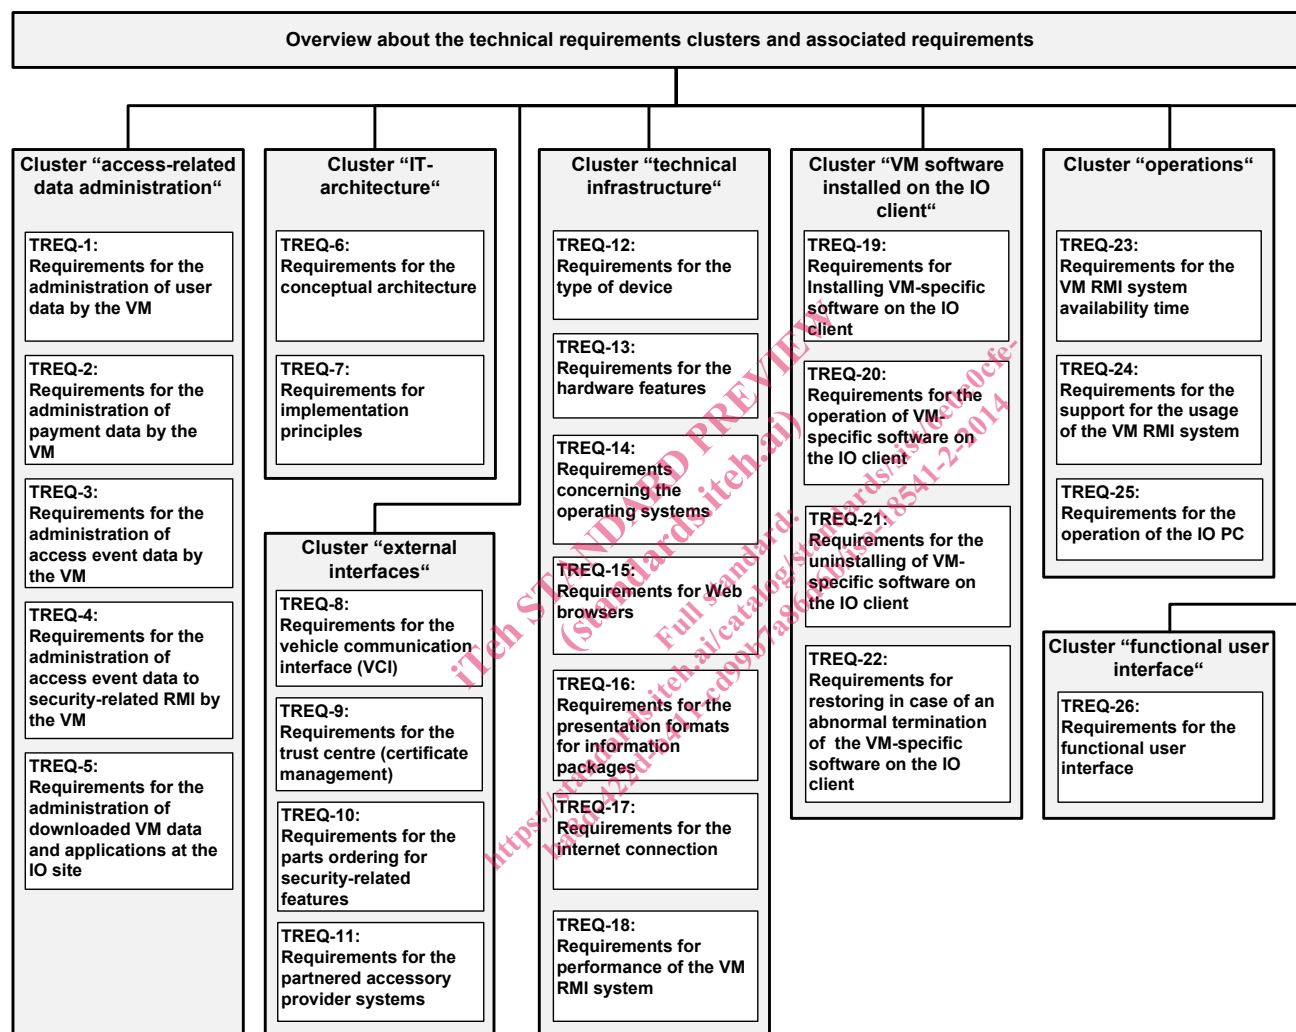 Overview about the technical requirements clusters and associated requirements
Cluster “access-related
data administration“
TREQ-1:
Requirements for the
administration of user
data by the VM
TREQ-2:
Requirements for the
administration of
payment data by the
VM
TREQ-3:
Requirements for the
administration of
access event data by
the VM
TREQ-4:
Requirements for the
administration of
access event data to
security-related RMI by
the VM
TREQ-5:
Requirements for the
administration of
downloaded VM data
and applications at the
IO site
Cluster “IT-
architecture“
TREQ-6:
Requirements for the
conceptual architecture
TREQ-7:
Requirements for
implementation
principles
Cluster “external
interfaces“
TREQ-8:
Requirements for the
vehicle communication
interface (VCI)
TREQ-9:
Requirements for the
trust centre (certificate
management)
TREQ-10:
Requirements for the
parts ordering for
security-related
features
TREQ-11:
Requirements for the
partnered accessory
provider systems
Cluster “technical
infrastructure“
TREQ-12:
Requirements for the
type of device
TREQ-13:
Requirements for the
hardware features
TREQ-14:
Requirements
concerning the
operating systems
TREQ-15:
Requirements for Web
browsers
TREQ-16:
Requirements for the
presentation formats
for information
packages
TREQ-17:
Requirements for the
internet connection
TREQ-18:
Requirements for
performance of the VM
RMI system
Cluster “VM software
installed on the IO
client“
TREQ-19:
Requirements for
Installing VM-specific
software on the IO
client
TREQ-20:
Requirements for the
operation of VM-
specific software on
the IO client
TREQ-21:
Requirements for the
uninstalling of VM-
specific software on
the IO client
TREQ-22:
Requirements for
restoring in case of an
abnormal termination
of the VM-specific
software on the IO
client
Cluster “operations“
TREQ-23:
Requirements for the
VM RMI system
availability time
TREQ-24:
Requirements for the
support for the usage
of the VM RMI system
TREQ-25:
Requirements for the
operation of the IO PC
Cluster “functional user
interface“
TREQ-26:
Requirements for the
functional user
interface
iTeh STANDARD PREVIEW
(standards.iteh.ai)
Full standard: